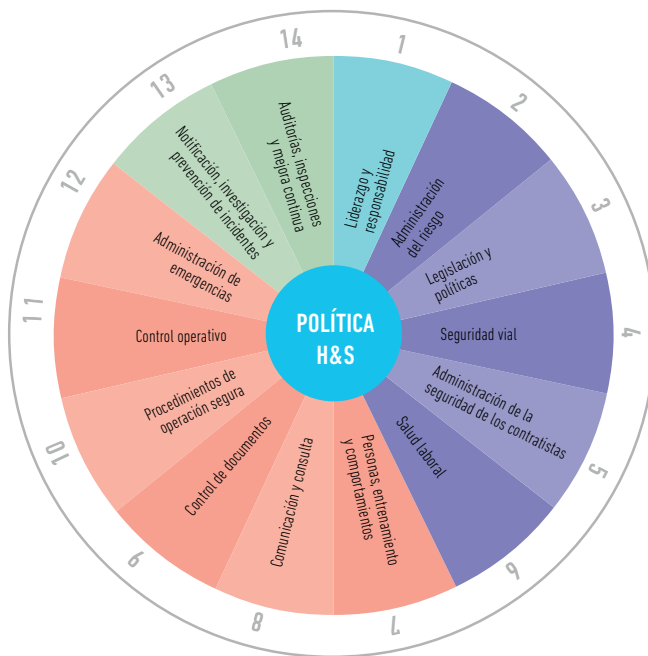 POLÍTICA
H&S
1
Liderazgo y
responsabilidad
2
Administración
del riesgo
3
Legislación y
políticas
4
Seguridad vial
5
Administración de la
seguridad de los contratistas
6
Salud laboral
7
Personas, entrenamiento
y comportamientos
8
Comunicación y consulta
9
Control de documentos
10
Procedimientos de
operación segura
11
Control operativo
12
Administración de
emergencias
13
Notificación, investigación y
prevención de incidentes
14
Auditorías, inspecciones
y mejora continua